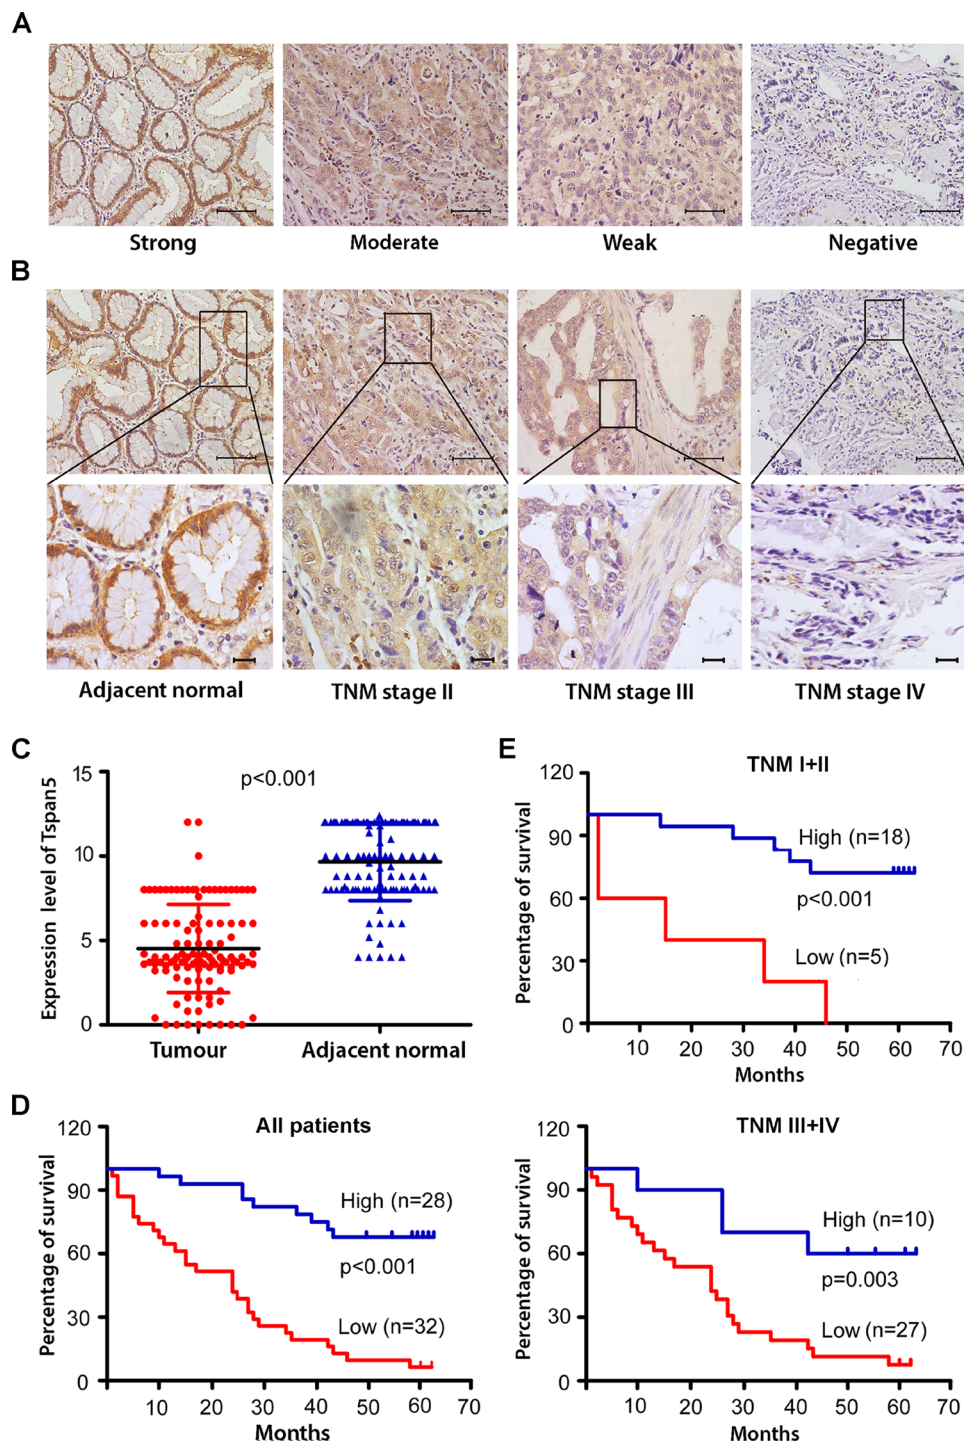 A
Strong Moderate Weak Negative
B
Adjacent normal TNM stage II TNM stage III TNM stage IV
C
p<0.001
Expression level of Tspan5
15
10
5
0
Tumour Adjacent normal
E
TNM I+II
Percentage of survival
120
90
60
30
0
High (n=18)
p<0.001
Low (n=5)
10 20 30 40 50 60 70
Months
D
All patients
Percentage of survival
120
90
60
30
0
High (n=28)
p<0.001
Low (n=32)
10 20 30 40 50 60 70
Months
TNM III+IV
Percentage of survival
120
90
60
30
0
High (n=10)
p=0.003
Low (n=27)
10 20 30 40 50 60 70
Months